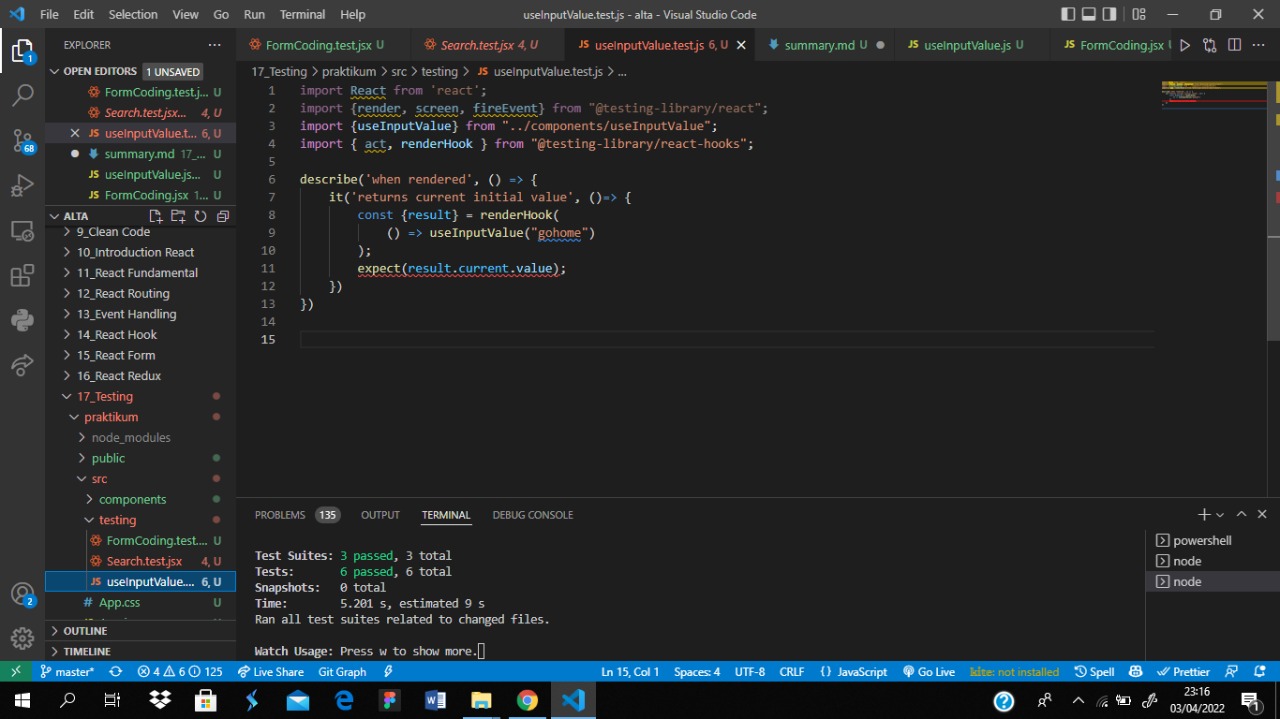 File Edit Selection View Go Run Terminal Help useInputValue.test.js - alta - Visual Studio Code
EXPLORER
FormCoding.test.jsx U Search.test.jsx 4, U JS useInputValue.test.js 6, U summary.md U JS useInputValue.js U JS FormCoding.jsx U
OPEN EDITORS 1 UNSAVED
FormCoding.test.j... U
Search.test.jsx... 4, U
JS useInputValue.t... 6, U
summary.md 17_... U
JS useInputValue.js... U
JS FormCoding.jsx 1... U
ALTA
9_Clean Code
10_Introduction React
11_React Fundamental
12_React Routing
13_Event Handling
14_React Hook
15_React Form
16_React Redux
17_Testing
praktikum
node_modules
public
src
components
testing
FormCoding.test....
Search.test.jsx 4, U
JS useInputValue.... 6, U
# App.css U
OUTLINE
TIMELINE
1
68
2
17_Testing > praktikum > src > testing > JS useInputValue.test.js > ...
1 import React from 'react';
2 import {render, screen, fireEvent} from "@testing-library/react";
3 import {useInputValue} from "../components/useInputValue";
4 import { act, renderHook } from "@testing-library/react-hooks";
5
6 describe('when rendered', () => {
7 it('returns current initial value', ()=> {
8 const {result} = renderHook(
9 () => useInputValue("gohome")
10 );
11 expect(result.current.value);
12 })
13 })
14
15
PROBLEMS 135 OUTPUT TERMINAL DEBUG CONSOLE
Test Suites: 3 passed, 3 total
Tests: 6 passed, 6 total
Snapshots: 0 total
Time: 5.201 s, estimated 9 s
Ran all test suites related to changed files.
Watch Usage: Press w to show more.
powershell
node
node
master* 4 6 125 Live Share Git Graph Ln 15, Col 1 Spaces: 4 UTF-8 CRLF {} JavaScript Go Live kite: not installed Spell Prettier
23:16
03/04/2022
1